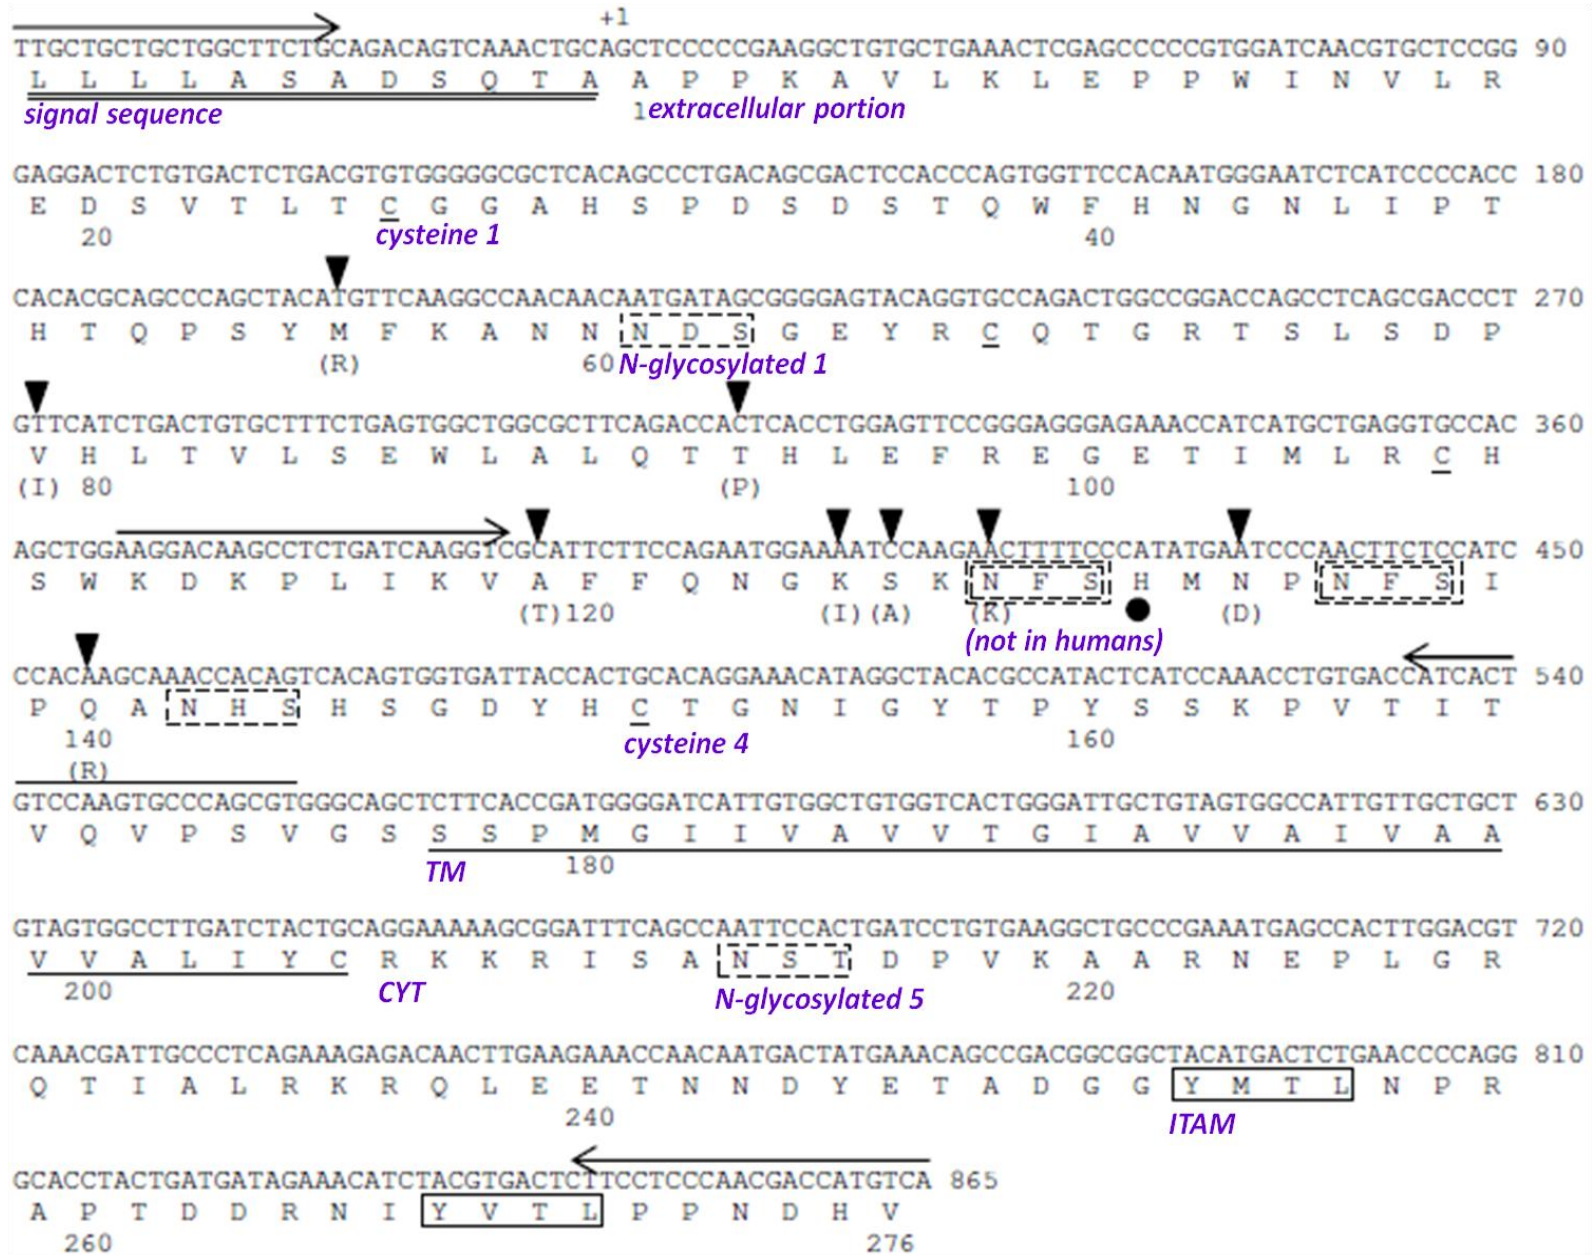 +1
TTGCTGCTGCTGGCTTCTGCAGACAGTCAAACTGCAGCTCCCCCGAAGGCTGTGCTGAAACTCGAGCCCCCGTGGATCAACGTGCTCCGG 90
L L L L A S A D S Q T A A P P K A V L K L E P P W I N V L R
signal sequence 1 extracellular portion
GAGGACTCTGTGACTCTGACGTGTGGGGGCGCTCACAGCCCTGACAGCGACTCCACCCAGTGGTTCCACAATGGGAATCTCATCCCCACC 180
E D S V T L T C G G A H S P D S D S T Q W F H N G N L I P T
20 cysteine 1 40
CACACGCAGCCCAGCTACATGTTCAAGGCCAACAACAATGATAGCGGGGAGTACAGGTGCCAGACTGGCCGGACCAGCCTCAGCGACCCT 270
H T Q P S Y M F K A N N N D S G E Y R C Q T G R T S L S D P
(R) 60 N-glycosylated 1
GTTCATCTGACTGTGCTTTCTGAGTGGCTGGCGCTTCAGACCACTCACCTGGAGTTCCGGGAGGGAGAAACCATCATGCTGAGGTGCCAC 360
V H L T V L S E W L A L Q T T H L E F R E G E T I M L R C H
(I) 80 (P) 100
AGCTGGAAGGACAAGCCTCTGATCAAGGTCGCATTCTTCCAGAATGGAAAATCCAAGAACTTTTCCCATATGAATCCCAACTTCTCCATC 450
S W K D K P L I K V A F F Q N G K S K N F S H M N P N F S I
(T) 120 (I) (A) (K) (D)
(not in humans)
CCACAAGCAAACCACAGTCACAGTGGTGATTACCACTGCACAGGAAACATAGGCTACACGCCATACTCATCCAAACCTGTGACCATCACT 540
P Q A N H S H S G D Y H C T G N I G Y T P Y S S K P V T I T
140 cysteine 4 160
(R)
GTCCAAGTGCCCAGCGTGGGCAGCTCTTCACCGATGGGGATCATTGTGGCTGTGGTCACTGGGATTGCTGTAGTGGCCATTGTTGCTGCT 630
V Q V P S V G S S S P M G I I V A V V T G I A V V A I V A A
TM 180
GTAGTGGCCTTGATCTACTGCAGGAAAAAGCGGATTTCAGCCAATTCCACTGATCCTGTGAAGGCTGCCCGAAATGAGCCACTTGGACGT 720
V V A L I Y C R K K R I S A N S T D P V K A A R N E P L G R
200 CYT N-glycosylated 5 220
CAAACGATTGCCCTCAGAAAGAGACAACTTGAAGAAACCAACAATGACTATGAAACAGCCGACGGCGGCTACATGACTCTGAACCCCAGG 810
Q T I A L R K R Q L E E T N N D Y E T A D G G Y M T L N P R
240 ITAM
GCACCTACTGATGATAGAAACATCTACGTGACTCTTCCTCCCAACGACCATGTCA 865
A P T D D R N I Y V T L P P N D H V
260 276